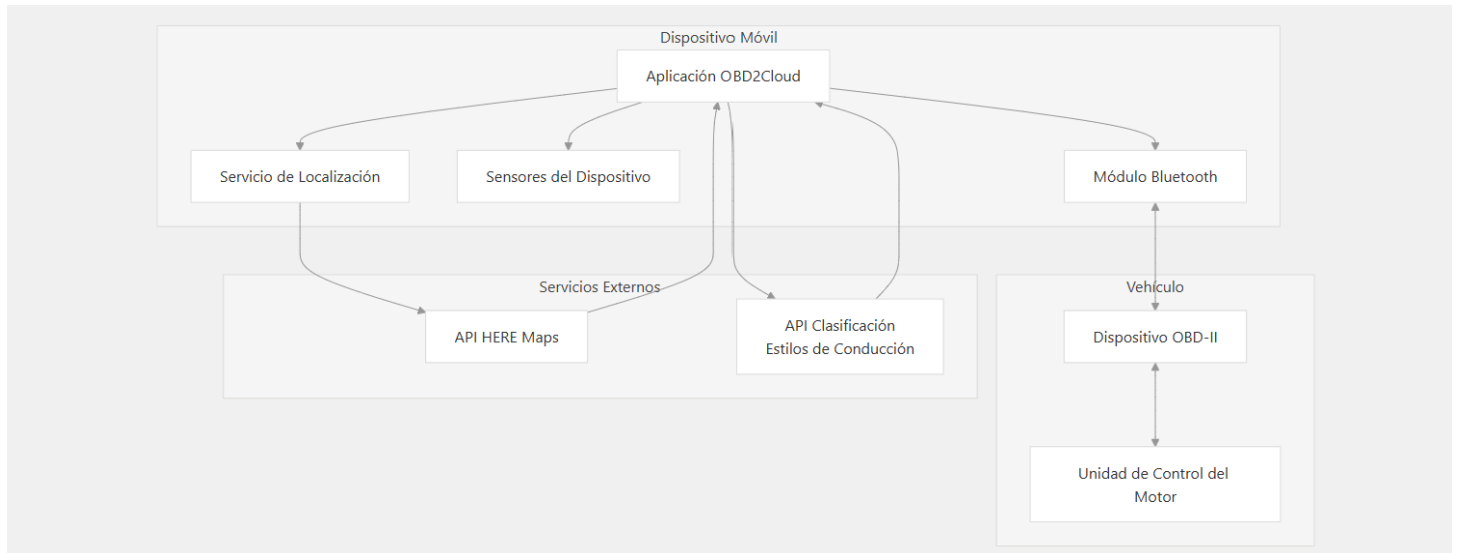 Dispositivo Móvil
Aplicación OBD2Cloud
Servicio de Localización
Sensores del Dispositivo
Módulo Bluetooth
Servicios Externos
API HERE Maps
API Clasificación
Estilos de Conducción
Vehículo
Dispositivo OBD-II
Unidad de Control del
Motor